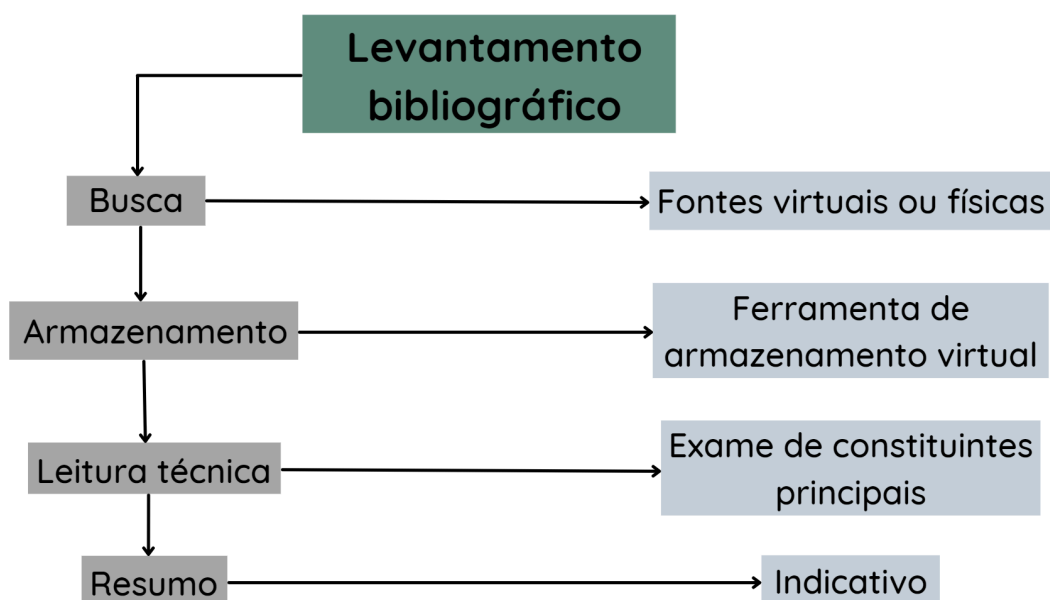 Levantamento
bibliográfico
Busca
Fontes virtuais ou físicas
Armazenamento
Ferramenta de
armazenamento virtual
Leitura técnica
Exame de constituintes
principais
Resumo
Indicativo